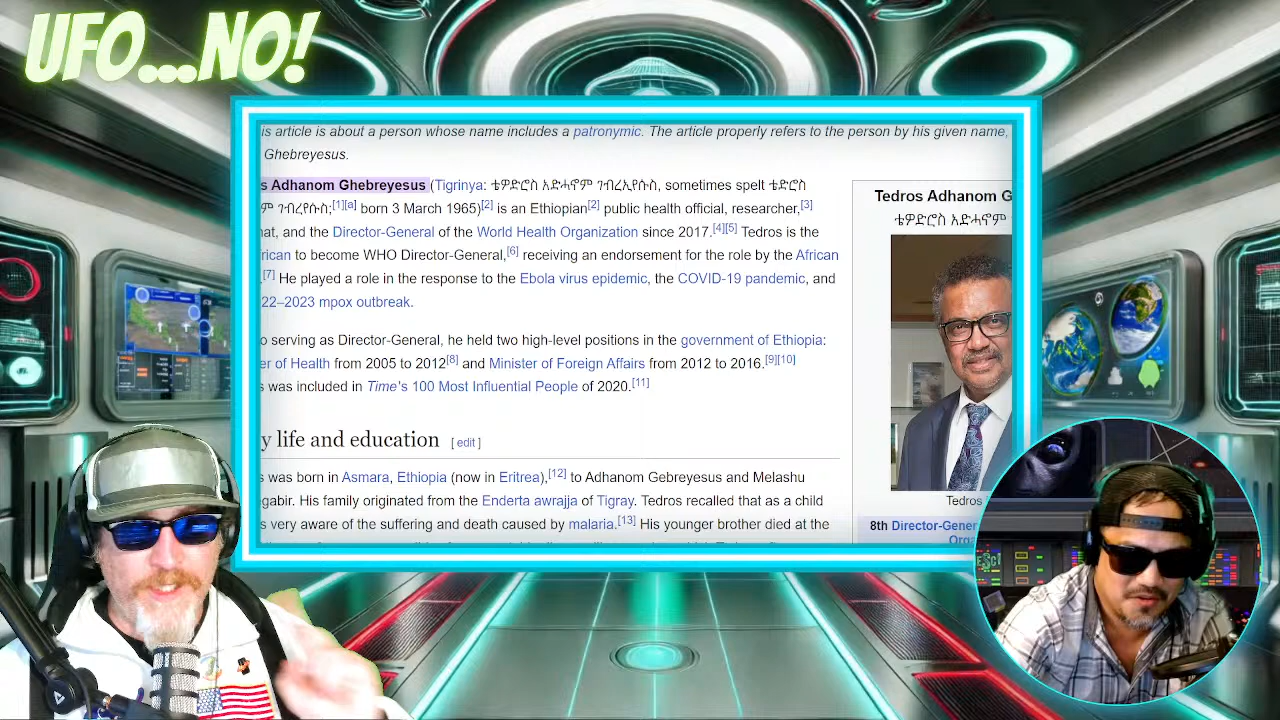 UFO...NO!
is article is about a person whose name includes a patronymic. The article properly refers to the person by his given name,
Ghebreyesus.
s Adhanom Ghebreyesus (Tigrinya: ቴዎድሮስ አድሓኖም ገብረኢየሱስ, sometimes spelt ቴድሮስ
ም ገብረየሱስ;[1][a] born 3 March 1965)[2] is an Ethiopian[2] public health official, researcher,[3]
at, and the Director-General of the World Health Organization since 2017.[4][5] Tedros is the
rican to become WHO Director-General,[6] receiving an endorsement for the role by the African
.[7] He played a role in the response to the Ebola virus epidemic, the COVID-19 pandemic, and
22–2023 mpox outbreak.
o serving as Director-General, he held two high-level positions in the government of Ethiopia:
er of Health from 2005 to 2012[8] and Minister of Foreign Affairs from 2012 to 2016.[9][10]
s was included in Time's 100 Most Influential People of 2020.[11]
y life and education [ edit ]
s was born in Asmara, Ethiopia (now in Eritrea),[12] to Adhanom Gebreyesus and Melashu
gabir. His family originated from the Enderta awrajja of Tigray. Tedros recalled that as a child
s very aware of the suffering and death caused by malaria.[13] His younger brother died at the
Tedros Adhanom G
ቴዎድሮስ አድሓኖም
Tedros
8th Director-Gener
Orga